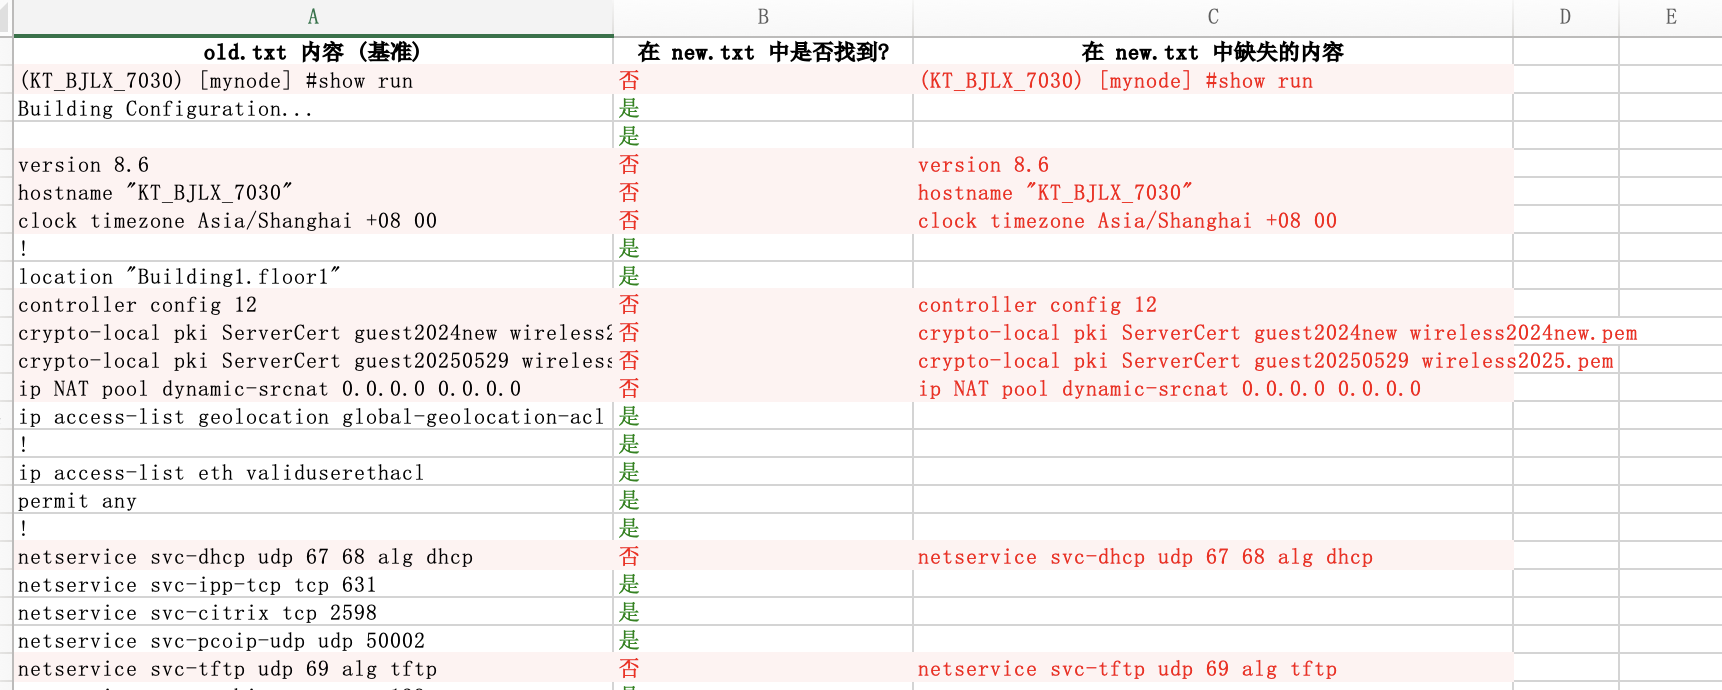 A B C D E
old.txt 内容 (基准) 在 new.txt 中是否找到? 在 new.txt 中缺失的内容
(KT_BJLX_7030) [mynode] #show run 否 (KT_BJLX_7030) [mynode] #show run
Building Configuration... 是
是
version 8.6 否 version 8.6
hostname "KT_BJLX_7030" 否 hostname "KT_BJLX_7030"
clock timezone Asia/Shanghai +08 00 否 clock timezone Asia/Shanghai +08 00
! 是
location "Building1.floor1" 是
controller config 12 否 controller config 12
crypto-local pki ServerCert guest2024new wireless2 否 crypto-local pki ServerCert guest2024new wireless2024new.pem
crypto-local pki ServerCert guest20250529 wireless 否 crypto-local pki ServerCert guest20250529 wireless2025.pem
ip NAT pool dynamic-srcnat 0.0.0.0 0.0.0.0 否 ip NAT pool dynamic-srcnat 0.0.0.0 0.0.0.0
ip access-list geolocation global-geolocation-acl 是
! 是
ip access-list eth validuserethacl 是
permit any 是
! 是
netservice svc-dhcp udp 67 68 alg dhcp 否 netservice svc-dhcp udp 67 68 alg dhcp
netservice svc-ipp-tcp tcp 631 是
netservice svc-citrix tcp 2598 是
netservice svc-pcoip-udp udp 50002 是
netservice svc-tftp udp 69 alg tftp 否 netservice svc-tftp udp 69 alg tftp